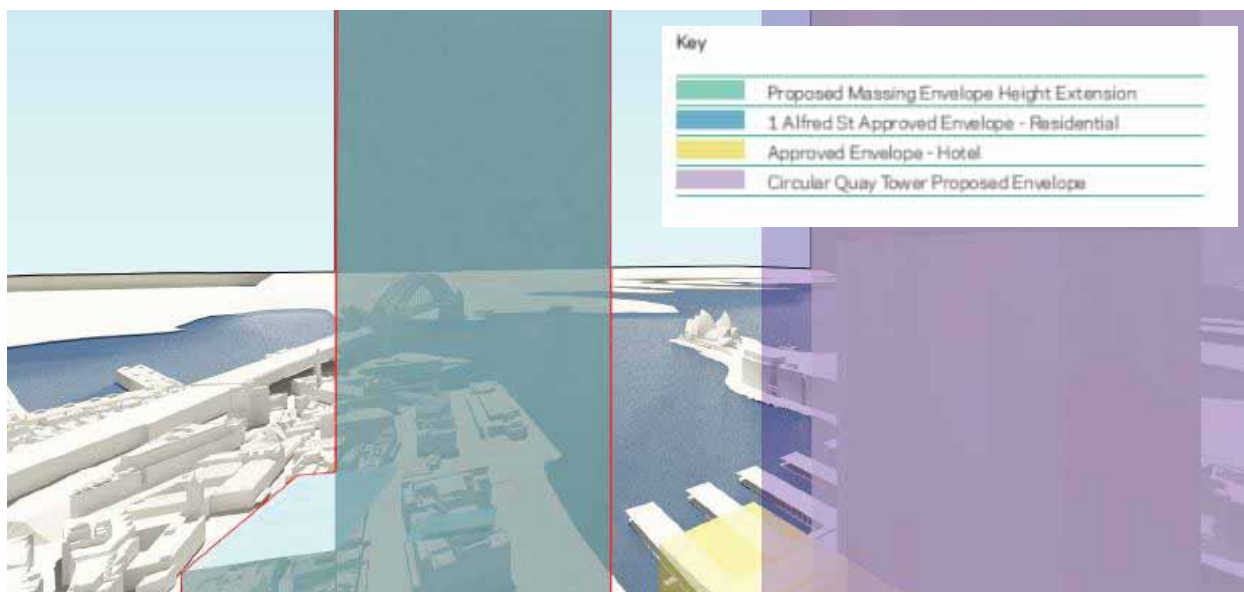 Key
Proposed Massing Envelope Height Extension
1 Alfred St Approved Envelope - Residential
Approved Envelope - Hotel
Circular Quay Tower Proposed Envelope